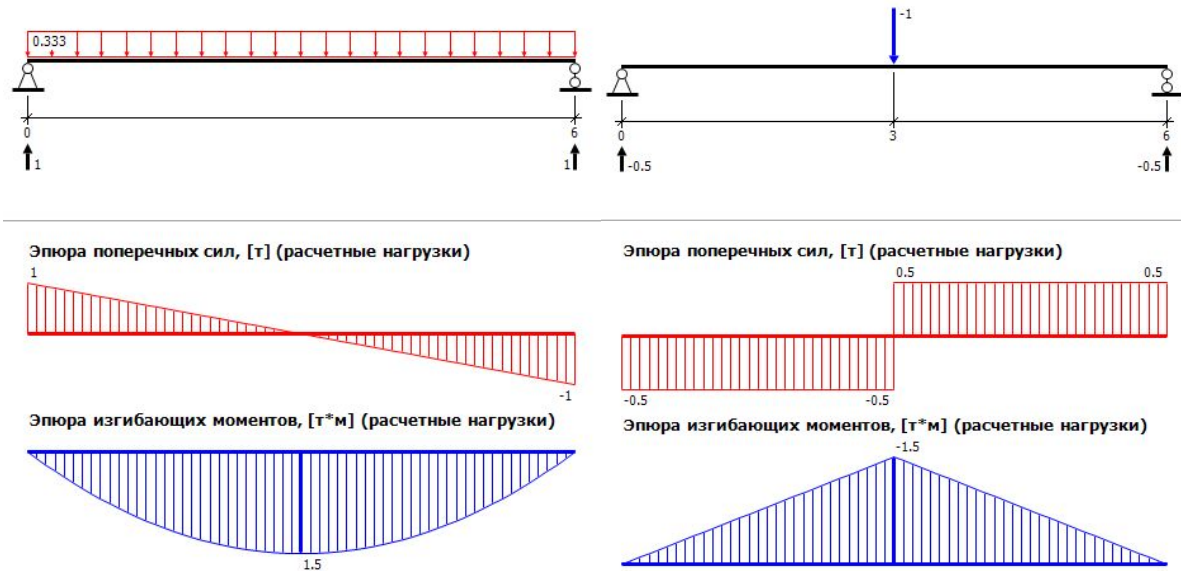 0.333
0 6
1 1
Эпюра поперечных сил, [т] (расчетные нагрузки)
1
-1
Эпюра изгибающих моментов, [т*м] (расчетные нагрузки)
1.5
-1
0 3 6
-0.5 -0.5
Эпюра поперечных сил, [т] (расчетные нагрузки)
0.5 0.5
-0.5 -0.5
Эпюра изгибающих моментов, [т*м] (расчетные нагрузки)
-1.5